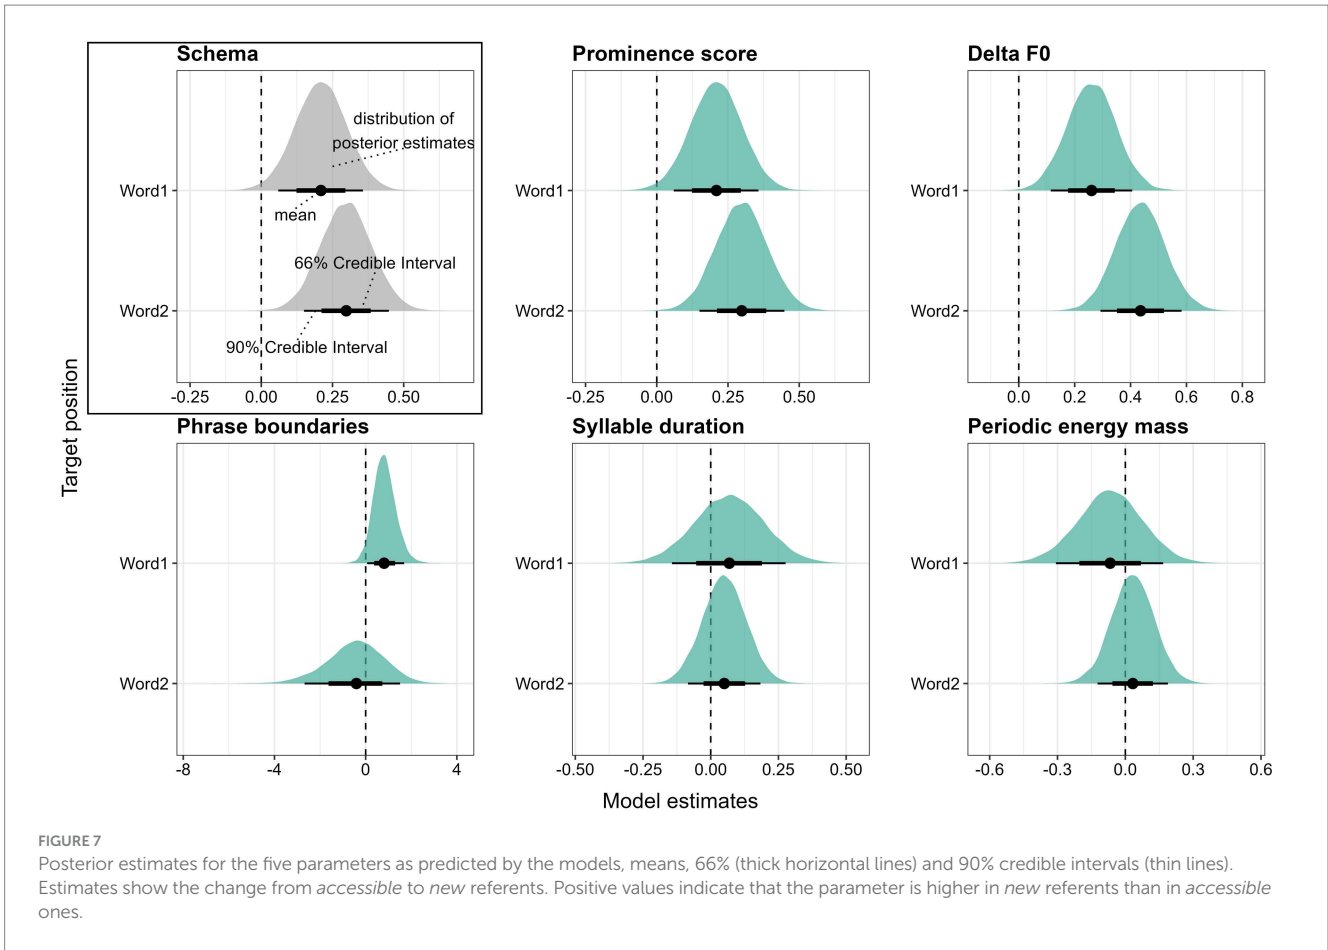 Schema
Prominence score
Delta F0
distribution of
posterior estimates
Word1
mean
66% Credible Interval
Word2
90% Credible Interval
-0.25 0.00 0.25 0.50
Word1
Word2
-0.25 0.00 0.25 0.50
Word1
Word2
0.0 0.2 0.4 0.6 0.8
Target position
Phrase boundaries
Syllable duration
Periodic energy mass
Word1
Word2
-8 -4 0 4
Word1
Word2
-0.50 -0.25 0.00 0.25 0.50
Word1
Word2
-0.6 -0.3 0.0 0.3 0.6
Model estimates
FIGURE 7
Posterior estimates for the five parameters as predicted by the models, means, 66% (thick horizontal lines) and 90% credible intervals (thin lines).
Estimates show the change from accessible to new referents. Positive values indicate that the parameter is higher in new referents than in accessible
ones.